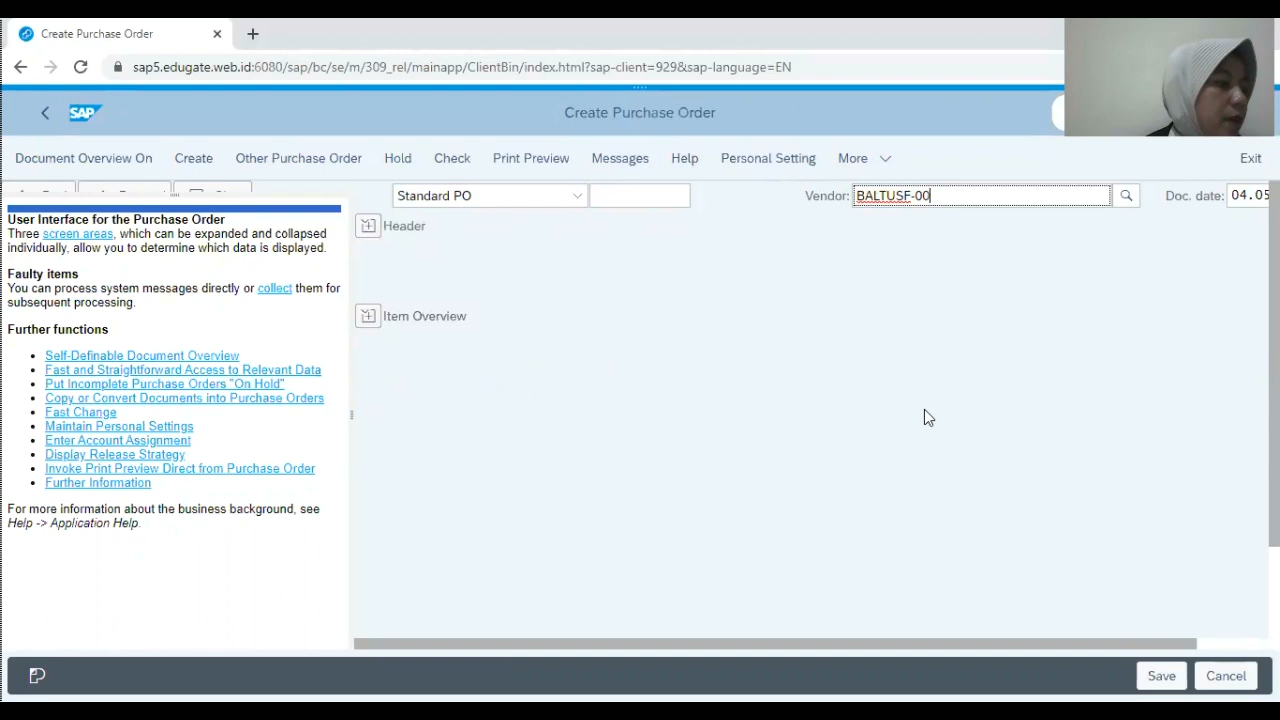 Create Purchase Order
sap5.edugate.web.id:6080/sap/bc/se/m/309_rel/mainapp/ClientBin/index.html?sap-client=929&sap-language=EN
SAP
Create Purchase Order
Document Overview On Create Other Purchase Order Hold Check Print Preview Messages Help Personal Setting More Exit
Standard PO Vendor: BALTUSF-00 Doc. date: 04.05
User Interface for the Purchase Order
Three screen areas, which can be expanded and collapsed
individually, allow you to determine which data is displayed.
Faulty items
You can process system messages directly or collect them for
subsequent processing.
Further functions
Self-Definable Document Overview
Fast and Straightforward Access to Relevant Data
Put Incomplete Purchase Orders "On Hold"
Copy or Convert Documents into Purchase Orders
Fast Change
Maintain Personal Settings
Enter Account Assignment
Display Release Strategy
Invoke Print Preview Direct from Purchase Order
Further Information
For more information about the business background, see
Help -> Application Help.
Header
Item Overview
Save Cancel